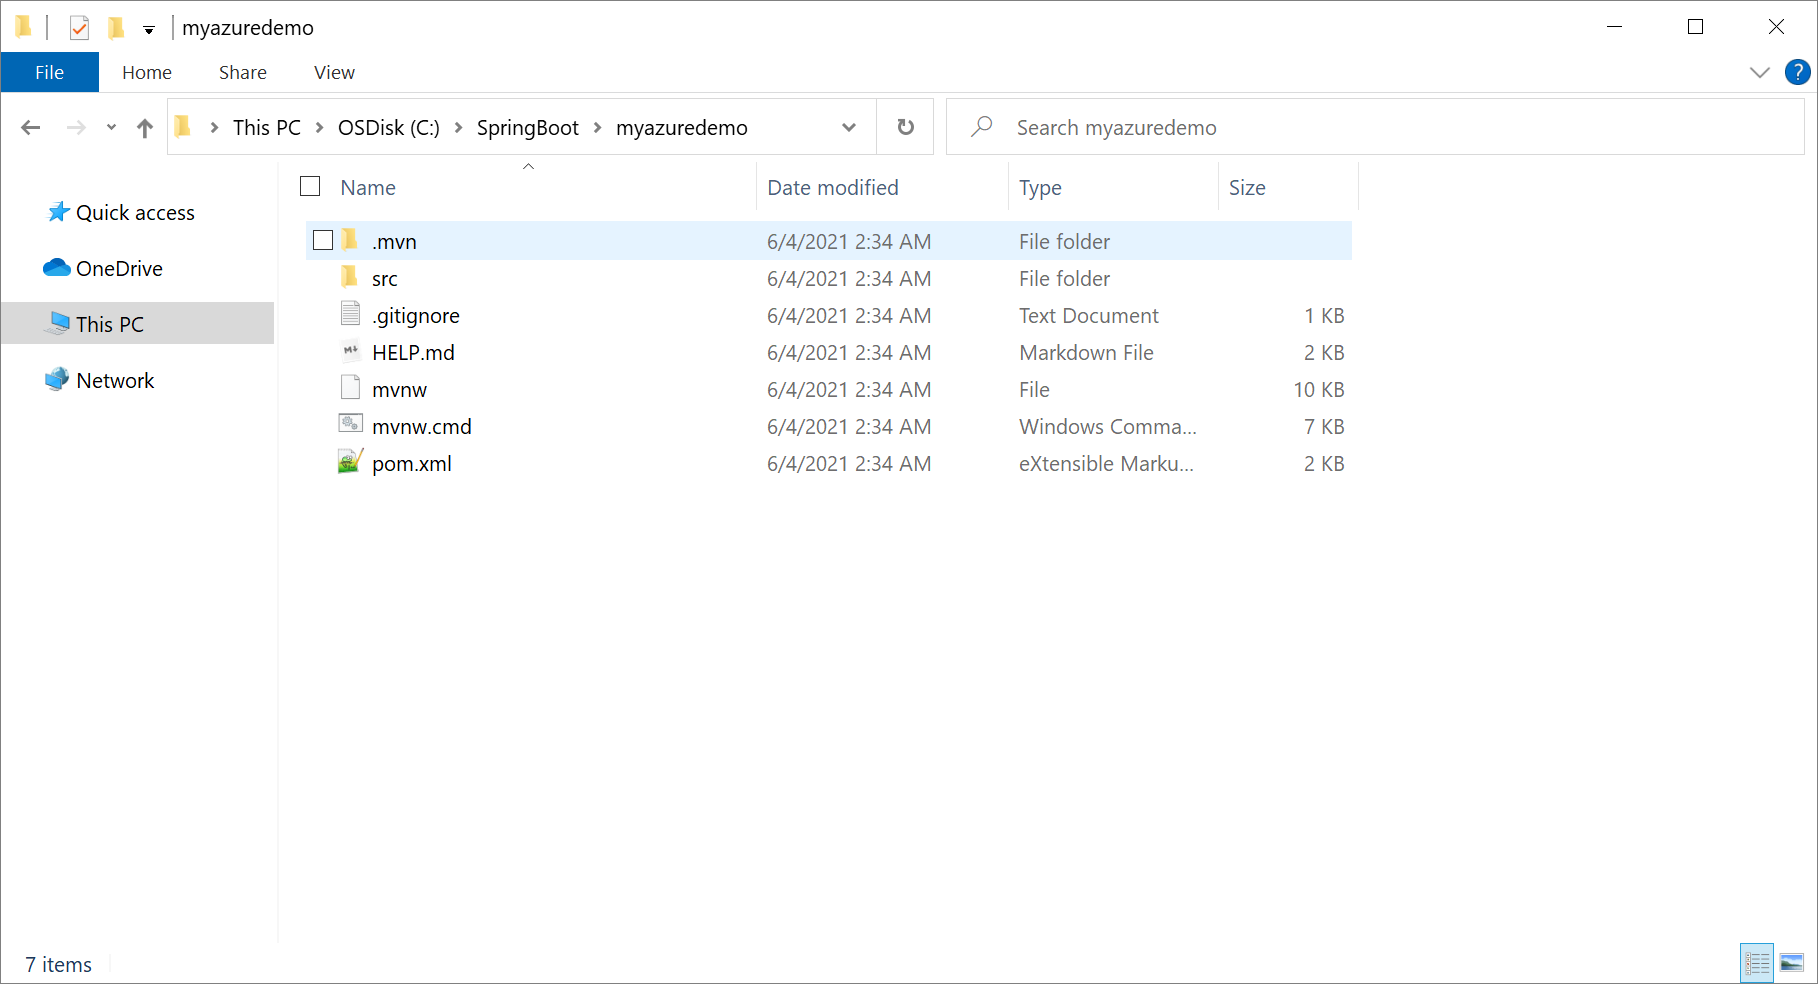 myazuredemo
File Home Share View ?
This PC OSDisk (C:) SpringBoot myazuredemo Search myazuredemo
Name Date modified Type Size
Quick access
OneDrive
This PC
Network
.mvn 6/4/2021 2:34 AM File folder
src 6/4/2021 2:34 AM File folder
.gitignore 6/4/2021 2:34 AM Text Document 1 KB
HELP.md 6/4/2021 2:34 AM Markdown File 2 KB
mvnw 6/4/2021 2:34 AM File 10 KB
mvnw.cmd 6/4/2021 2:34 AM Windows Comma... 7 KB
pom.xml 6/4/2021 2:34 AM eXtensible Marku... 2 KB
7 items